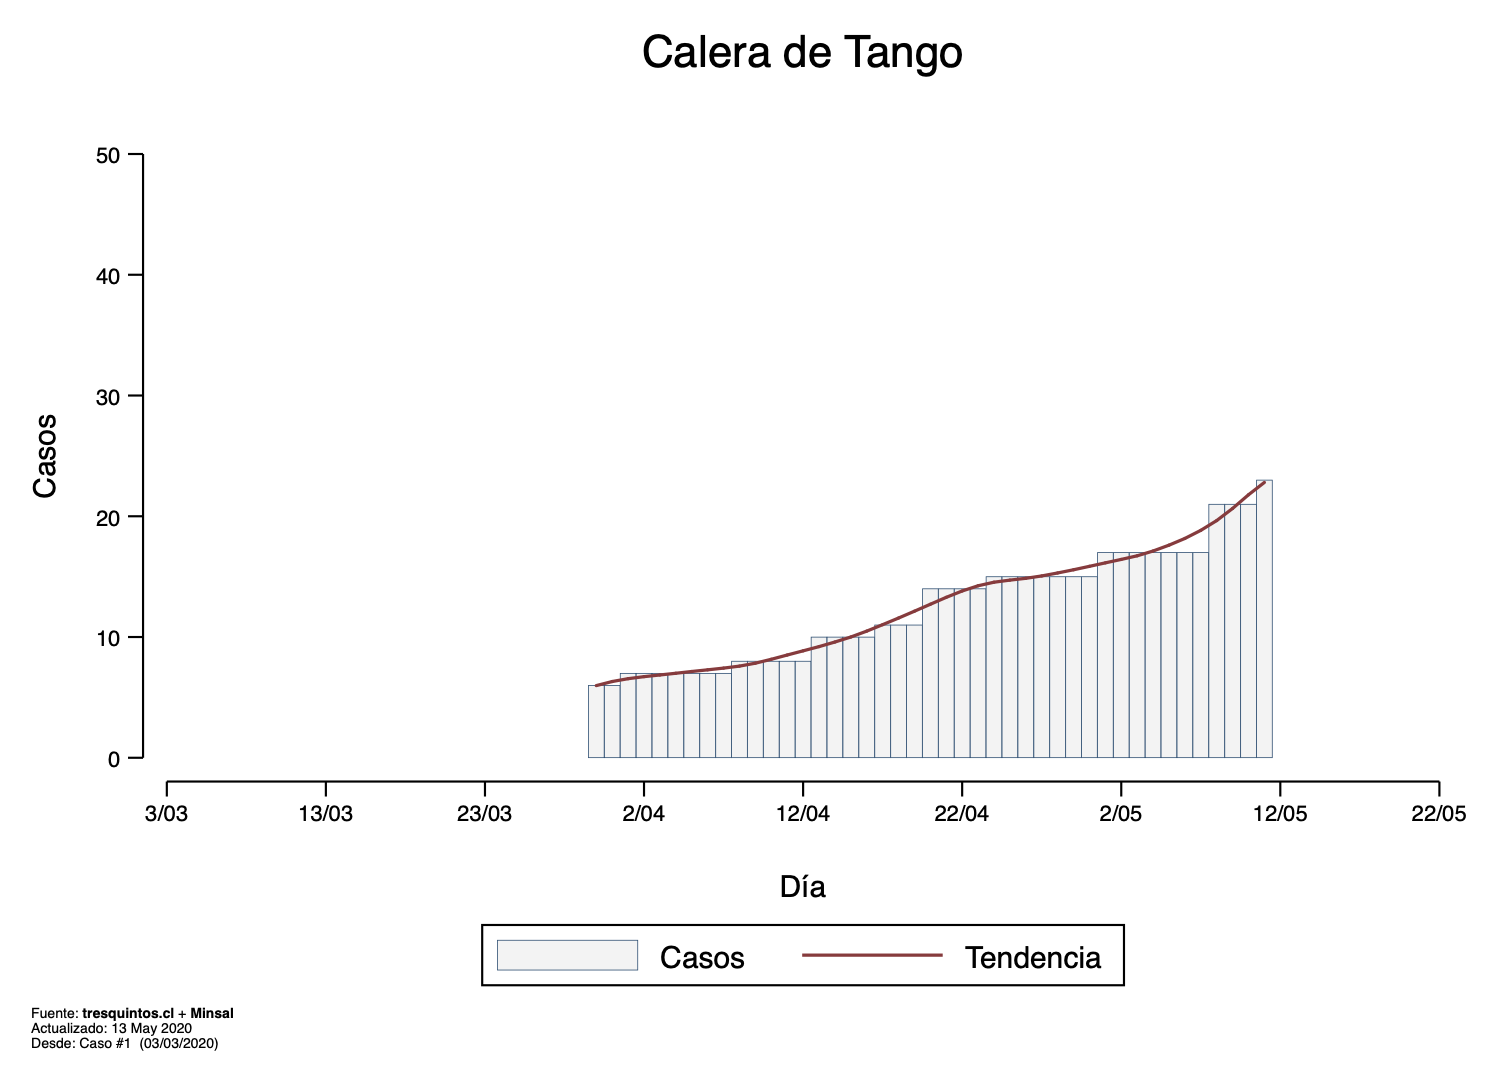 Calera de Tango
50
40
30
20
10
0
Casos
3/03 13/03 23/03 2/04 12/04 22/04 2/05 12/05 22/05
Día
Casos Tendencia
Fuente: tresquintos.cl + Minsal
Actualizado: 13 May 2020
Desde: Caso #1 (03/03/2020)